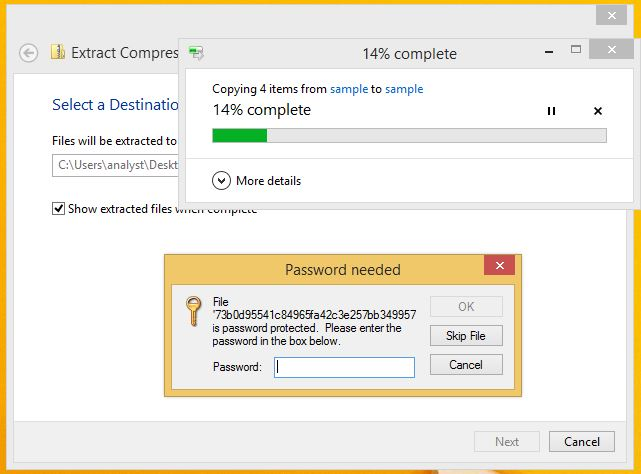 Extract Compres
14% complete
Copying 4 items from sample to sample
14% complete
More details
Select a Destinatio
Files will be extracted to
C:\Users\analyst\Deskt
Show extracted files when complete
Password needed
File
'73b0d95541c84965fa42c3e257bb349957
is password protected. Please enter the
password in the box below.
Password:
OK
Skip File
Cancel
Next
Cancel